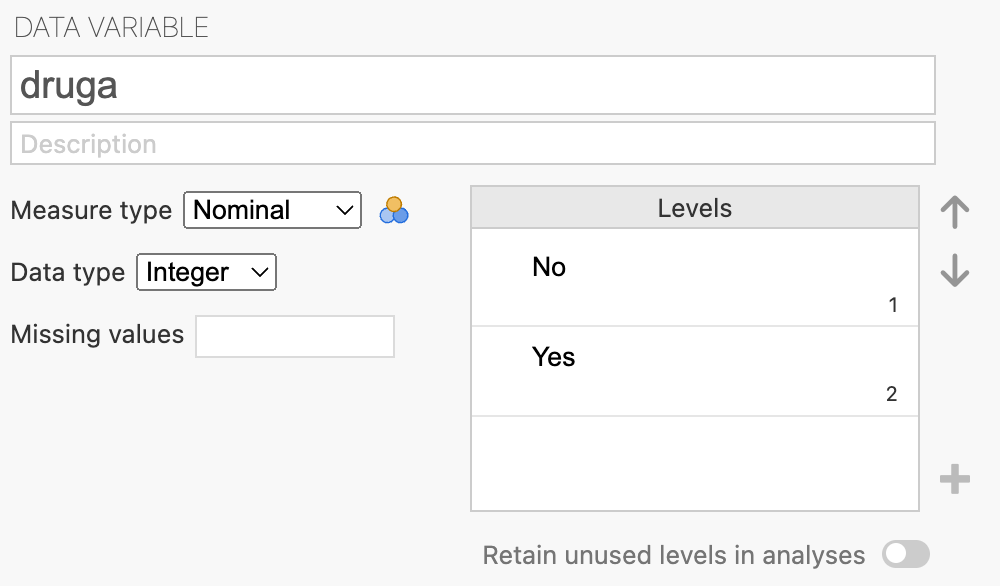 DATA VARIABLE
druga
Description
Measure type Nominal
Data type Integer
Missing values
Levels
No
1
Yes
2
Retain unused levels in analyses